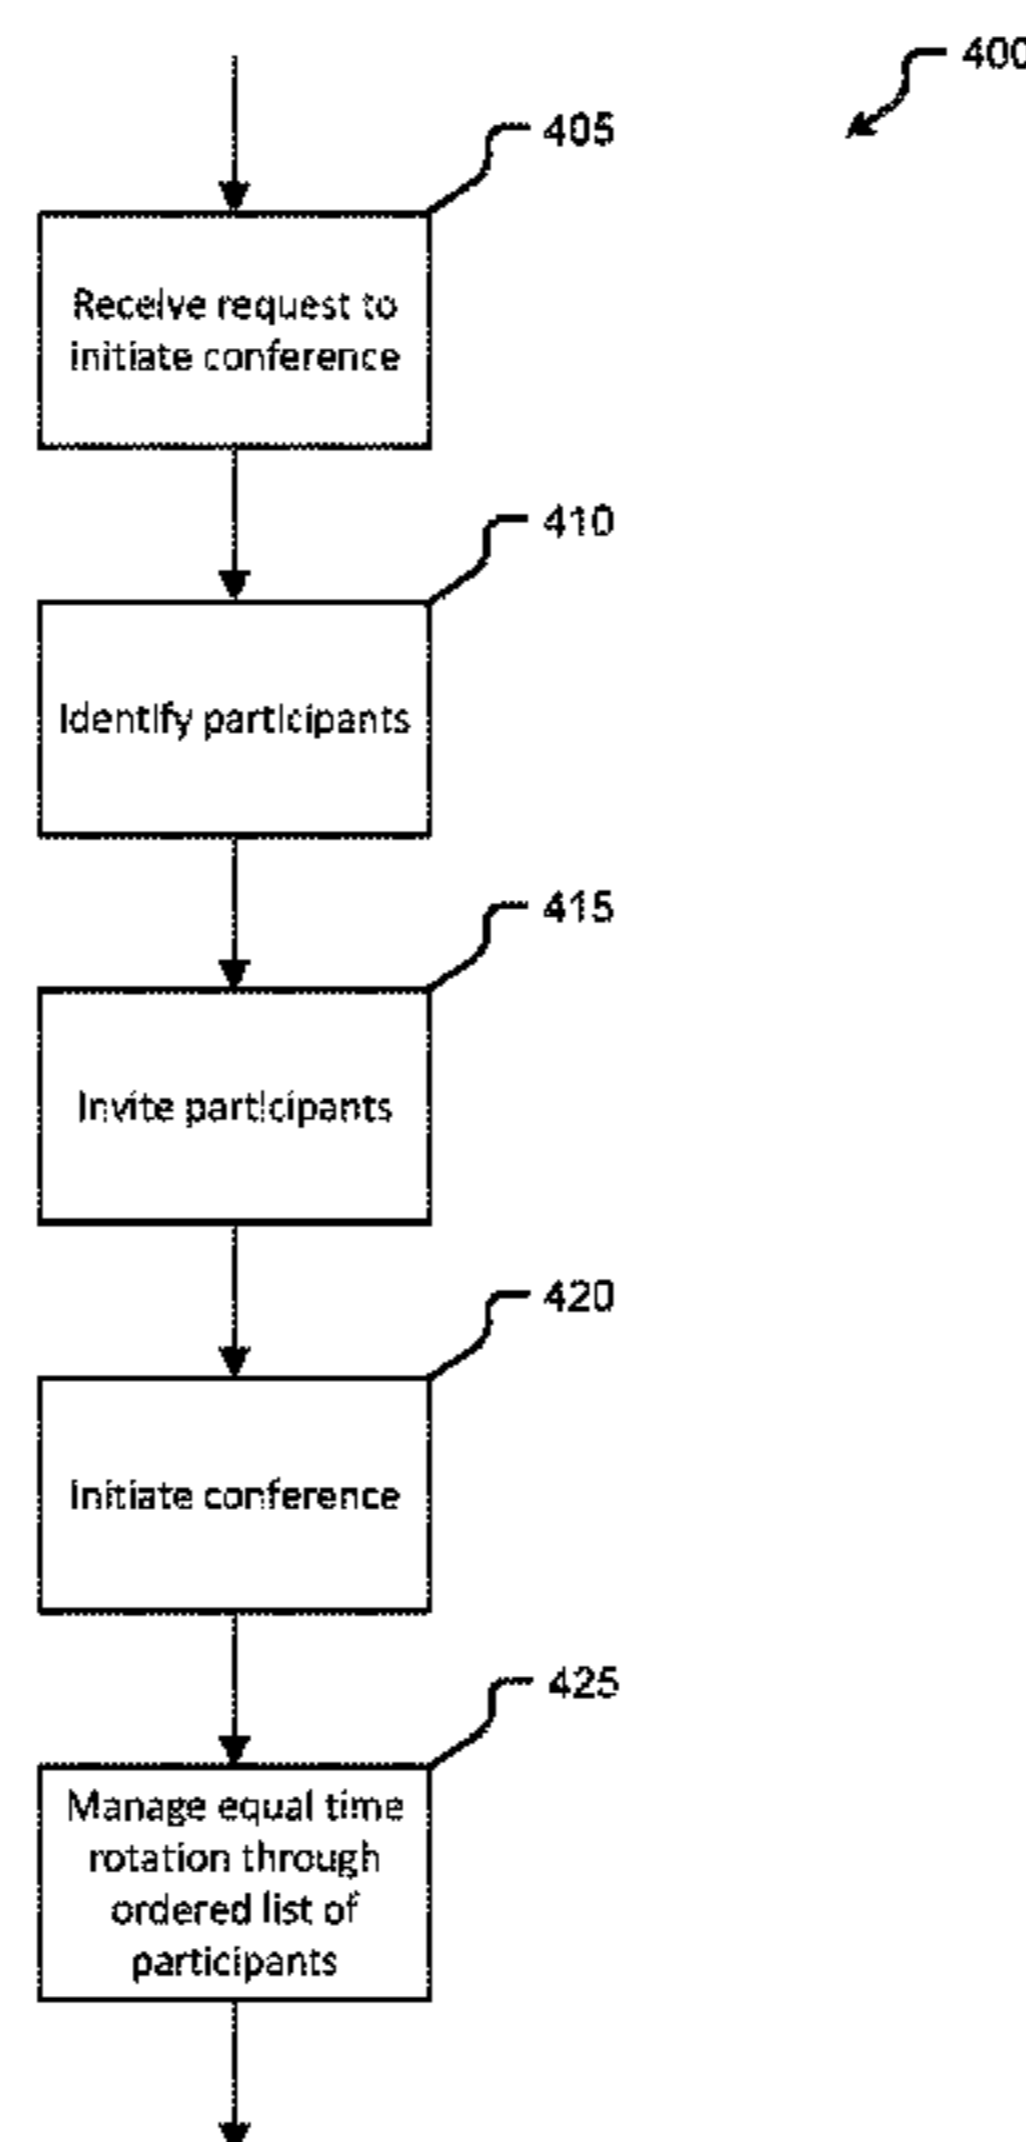 400
405
Receive request to
initiate conference
410
Identify participants
415
Invite participants
420
Initiate conference
425
Manage equal time
rotation through
ordered list of
participants